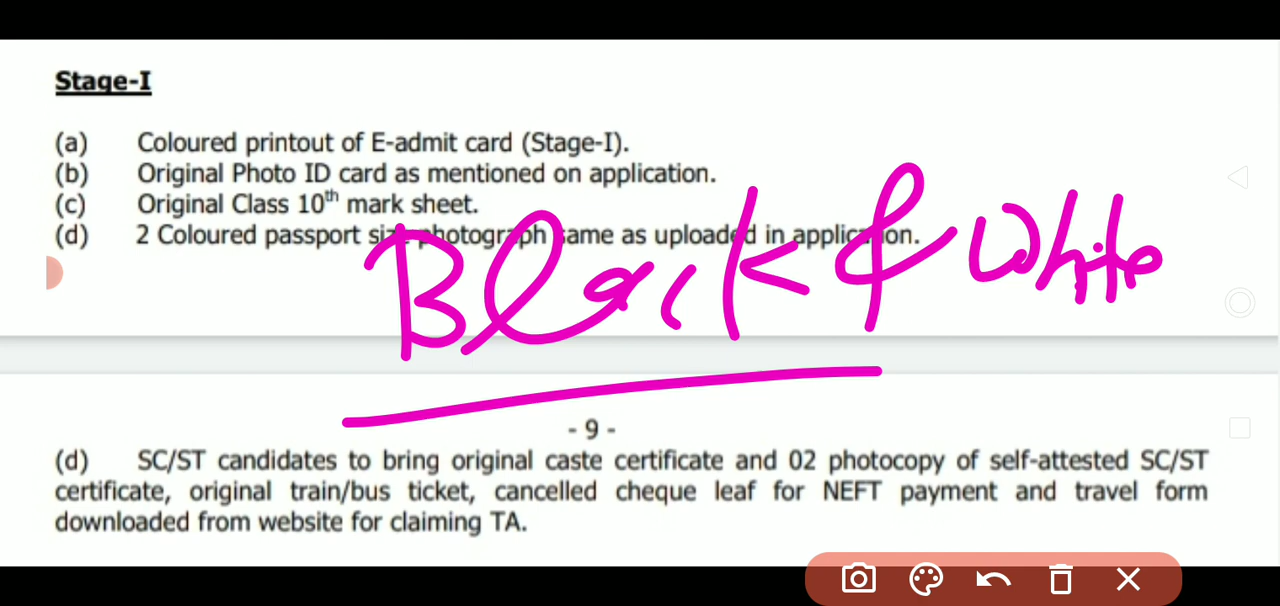 Stage-I
(a) Coloured printout of E-admit card (Stage-I).
(b) Original Photo ID card as mentioned on application.
(c) Original Class 10th mark sheet.
(d) 2 Coloured passport size photograph same as uploaded in application.
Black & White
- 9 -
(d) SC/ST candidates to bring original caste certificate and 02 photocopy of self-attested SC/ST
certificate, original train/bus ticket, cancelled cheque leaf for NEFT payment and travel form
downloaded from website for claiming TA.